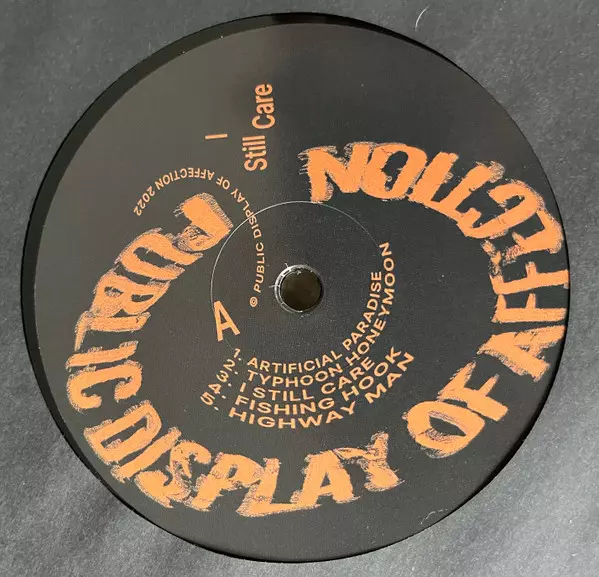 I
Still Care
PUBLIC DISPLAY OF AFFECTION
© PUBLIC DISPLAY OF AFFECTION 2022
A
1. ARTIFICIAL PARADISE
2. TYPHOON HONEYMOON
3. I STILL CARE
4. FISHING HOOK
5. HIGHWAY MAN